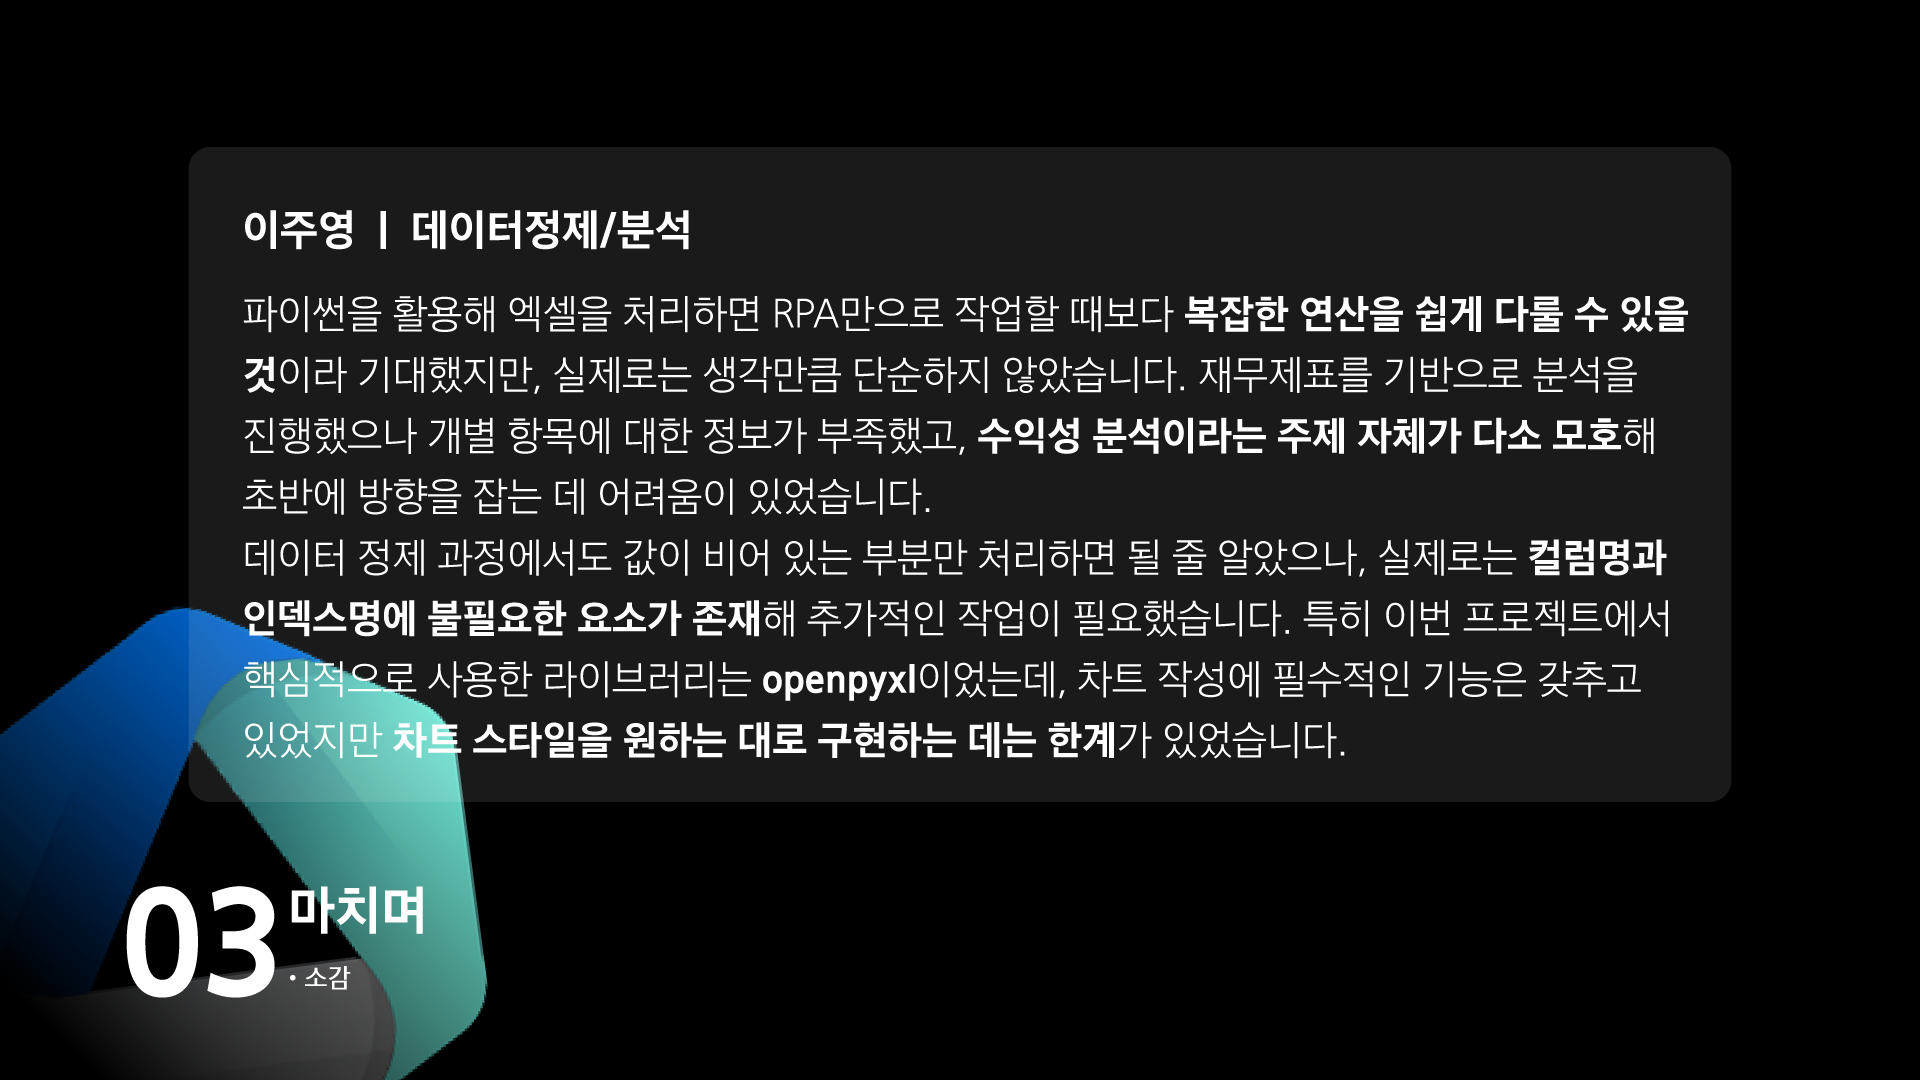 이주영 | 데이터정제/분석
파이썬을 활용해 엑셀을 처리하면 RPA만으로 작업할 때보다 복잡한 연산을 쉽게 다룰 수 있을
것이라 기대했지만, 실제로는 생각만큼 단순하지 않았습니다. 재무제표를 기반으로 분석을
진행했으나 개별 항목에 대한 정보가 부족했고, 수익성 분석이라는 주제 자체가 다소 모호해
초반에 방향을 잡는 데 어려움이 있었습니다.
데이터 정제 과정에서도 값이 비어 있는 부분만 처리하면 될 줄 알았으나, 실제로는 컬럼명과
인덱스명에 불필요한 요소가 존재해 추가적인 작업이 필요했습니다. 특히 이번 프로젝트에서
핵심적으로 사용한 라이브러리는 openpyxl이었는데, 차트 작성에 필수적인 기능은 갖추고
있었지만 차트 스타일을 원하는 대로 구현하는 데는 한계가 있었습니다.
03 마치며
• 소감